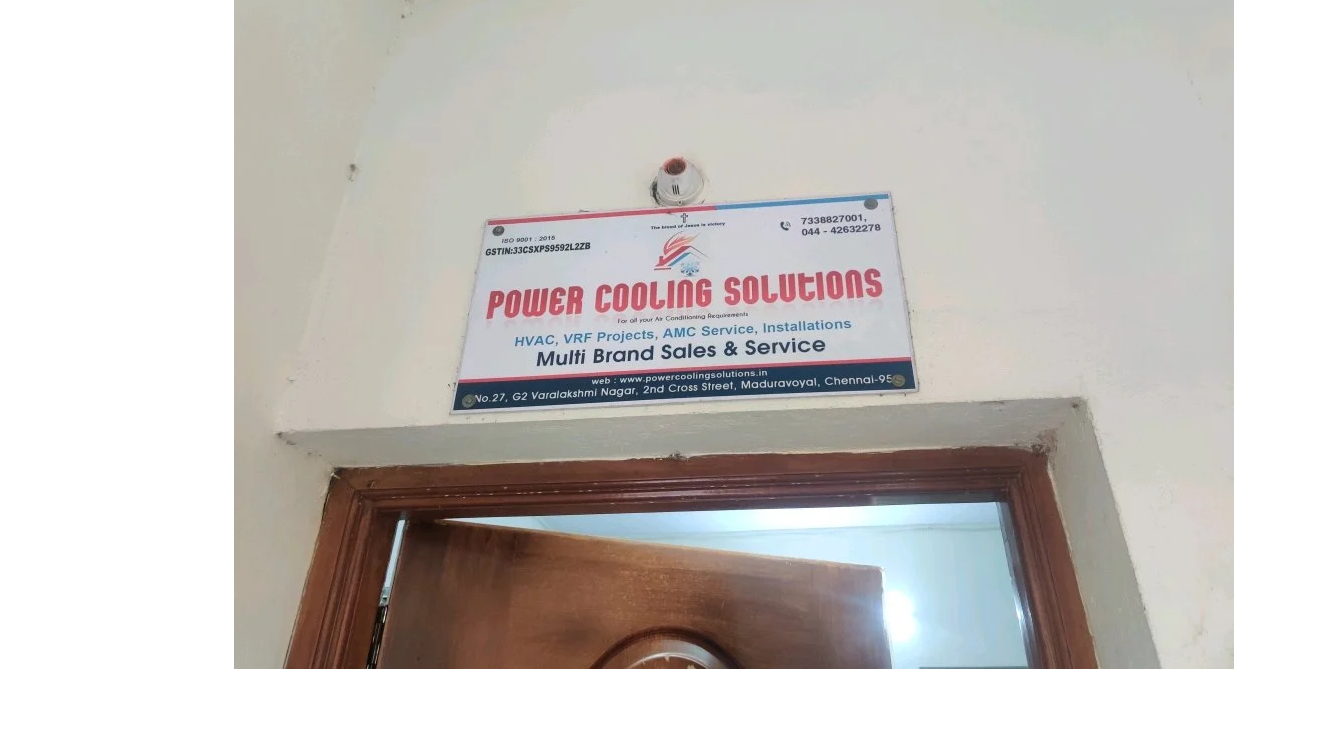 The blood of Jesus is victory
ISO 9001 : 2015
GSTIN:33CSXPS9592L2ZB
7338827001,
044 - 42632278
POWER COOLING SOLUTIONS
For all your Air Conditioning Requirements
HVAC, VRF Projects, AMC Service, Installations
Multi Brand Sales & Service
web : www.powercoolingsolutions.in
No.27, G2 Varalakshmi Nagar, 2nd Cross Street, Maduravoyal, Chennai-95